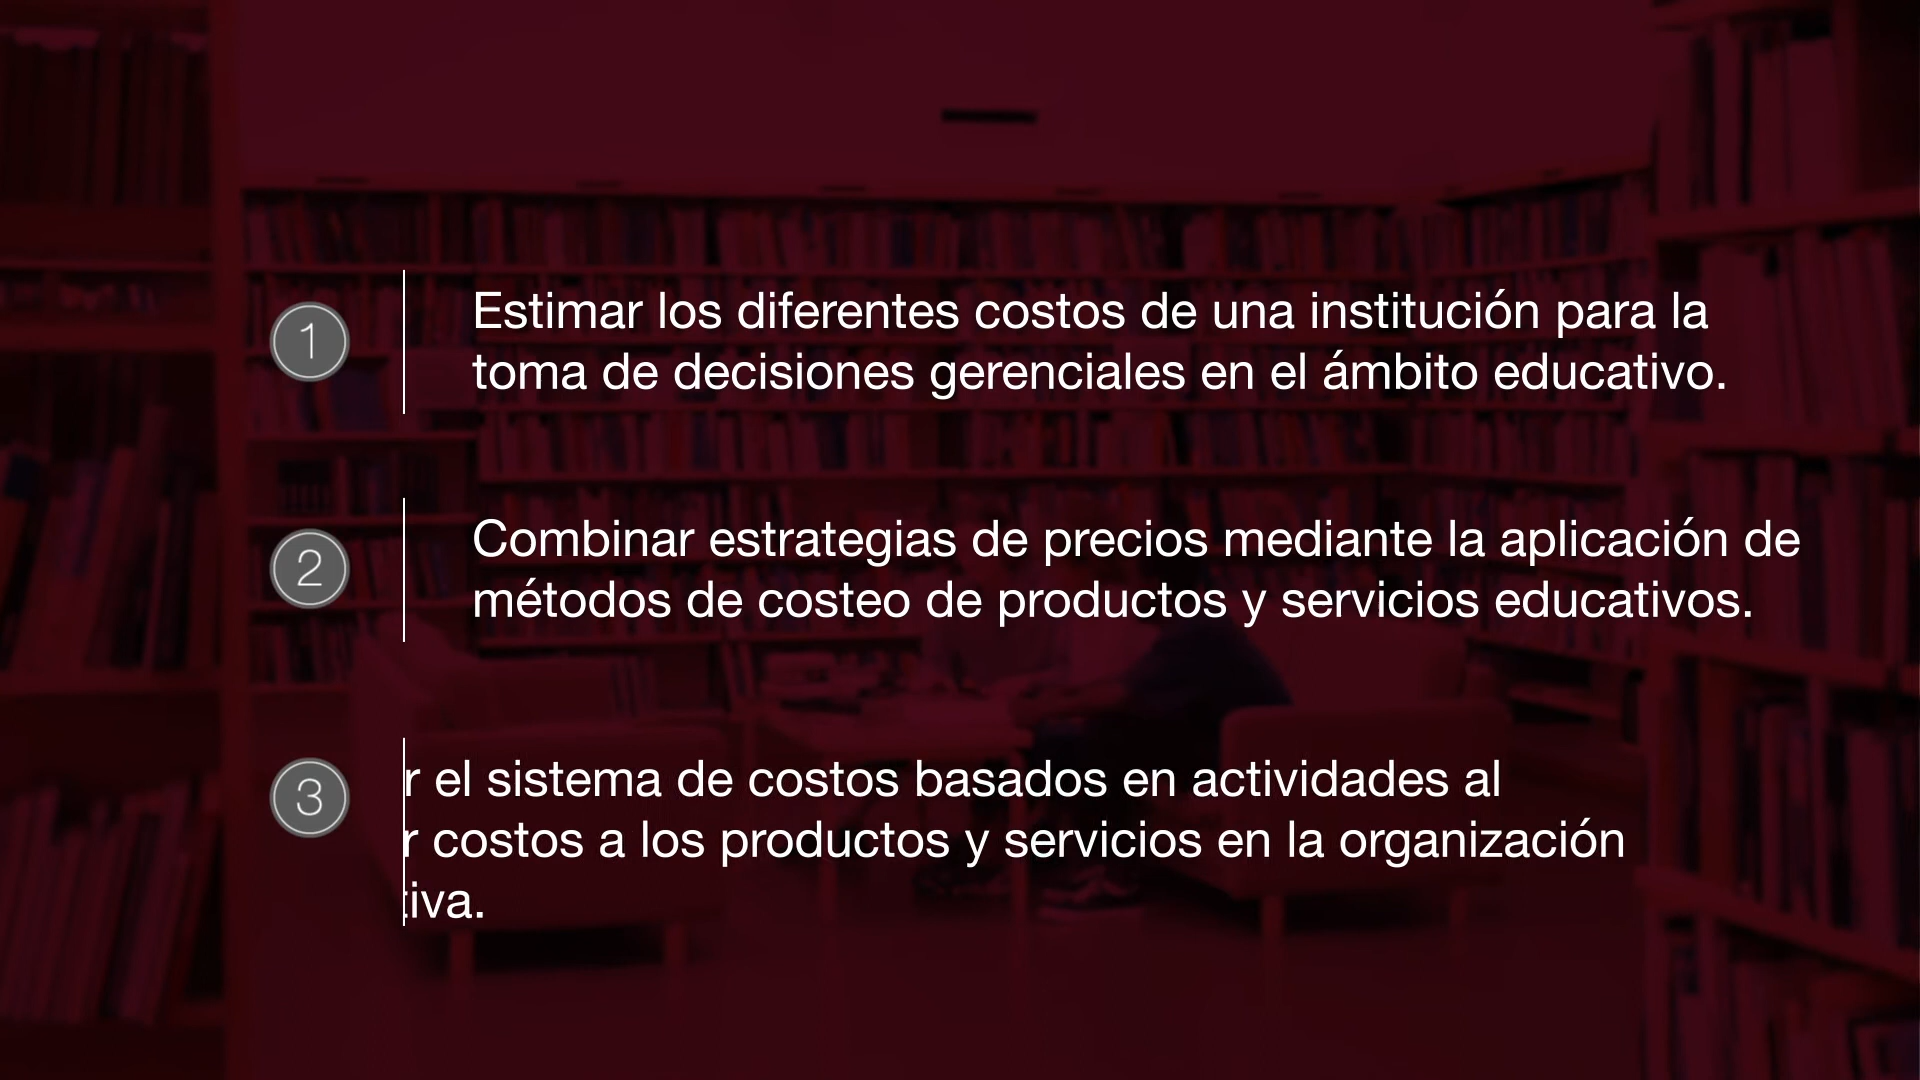 1
Estimar los diferentes costos de una institución para la
toma de decisiones gerenciales en el ámbito educativo.
2
Combinar estrategias de precios mediante la aplicación de
métodos de costeo de productos y servicios educativos.
3
r el sistema de costos basados en actividades al
r costos a los productos y servicios en la organización
tiva.